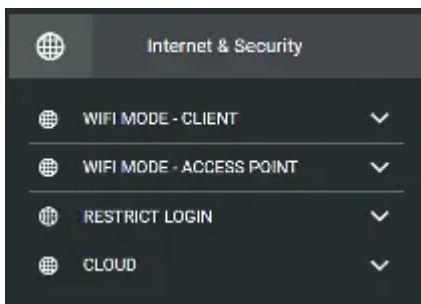 Internet & Security
WIFI MODE - CLIENT
WIFI MODE - ACCESS POINT
RESTRICT LOGIN
CLOUD